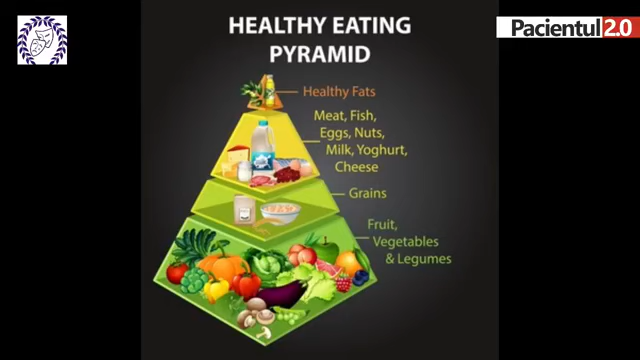 HEALTHY EATING
PYRAMID
Pacientul 2.0
Healthy Fats
Meat, Fish,
Eggs, Nuts,
Milk, Yoghurt,
Cheese
Grains
Fruit,
Vegetables
& Legumes